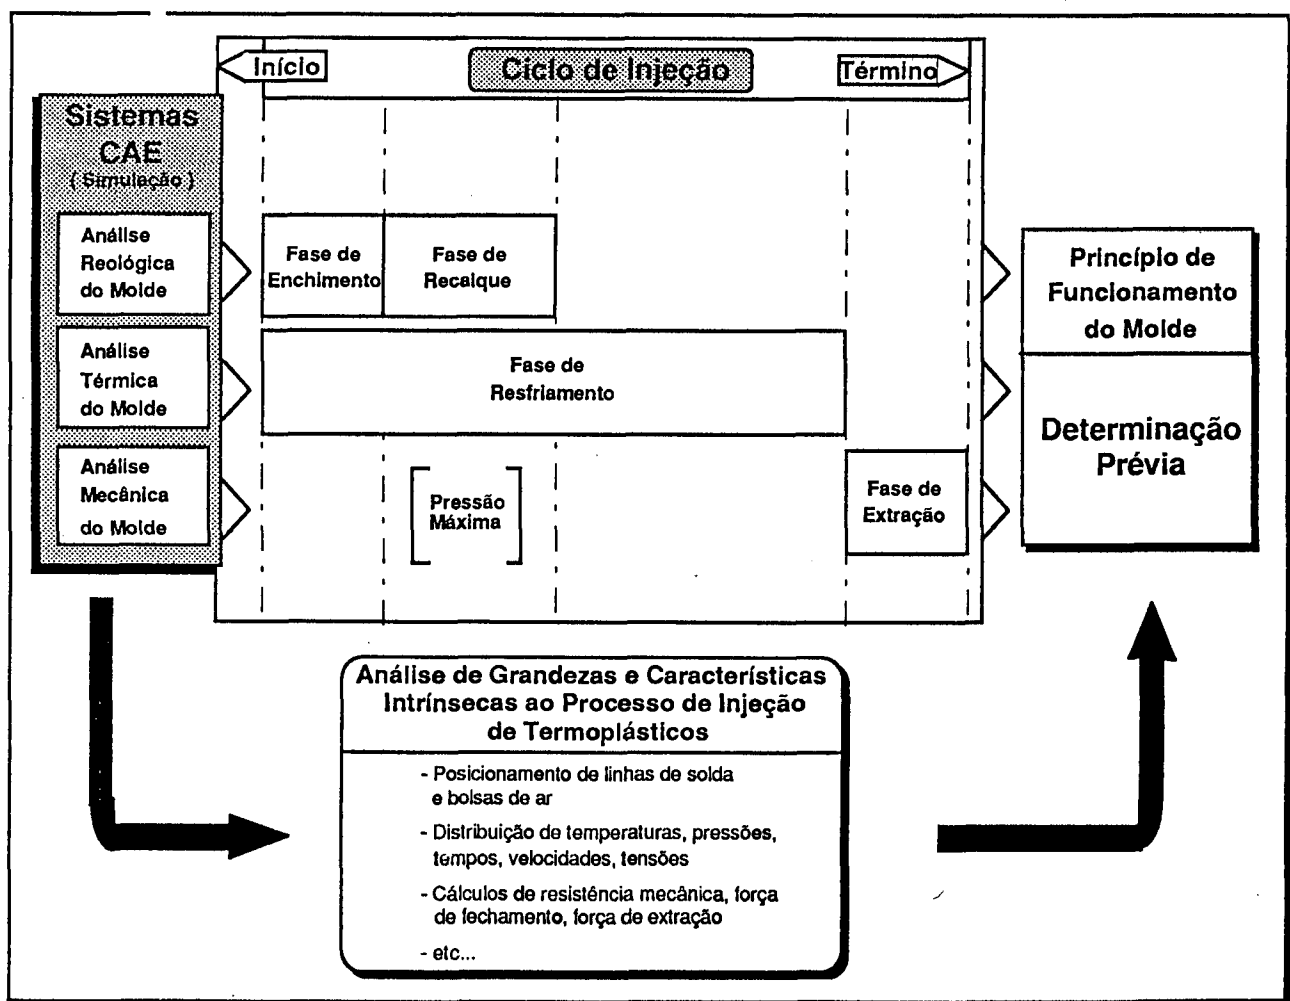 Início
Ciclo de Injeção
Término
Sistemas
CAE
( Simulação )
Análise
Reológica
do Molde
Fase de
Enchimento
Fase de
Recalque
Princípio de
Funcionamento
do Molde
Análise
Térmica
do Molde
Fase de
Resfriamento
Determinação
Prévia
Análise
Mecânica
do Molde
Pressão
Máxima
Fase de
Extração
Análise de Grandezas e Características
Intrínsecas ao Processo de Injeção
de Termoplásticos
- Posicionamento de linhas de solda
e bolsas de ar
- Distribuição de temperaturas, pressões,
tempos, velocidades, tensões
- Cálculos de resistência mecânica, força
de fechamento, força de extração
- etc...